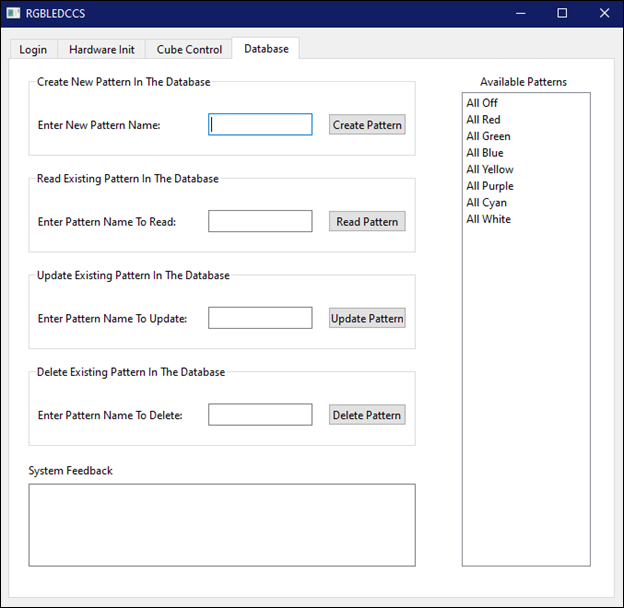 RGBLEDCCS
Login
Hardware Init
Cube Control
Database
Create New Pattern In The Database
Enter New Pattern Name:
Create Pattern
Read Existing Pattern In The Database
Enter Pattern Name To Read:
Read Pattern
Update Existing Pattern In The Database
Enter Pattern Name To Update:
Update Pattern
Delete Existing Pattern In The Database
Enter Pattern Name To Delete:
Delete Pattern
System Feedback
Available Patterns
All Off
All Red
All Green
All Blue
All Yellow
All Purple
All Cyan
All White